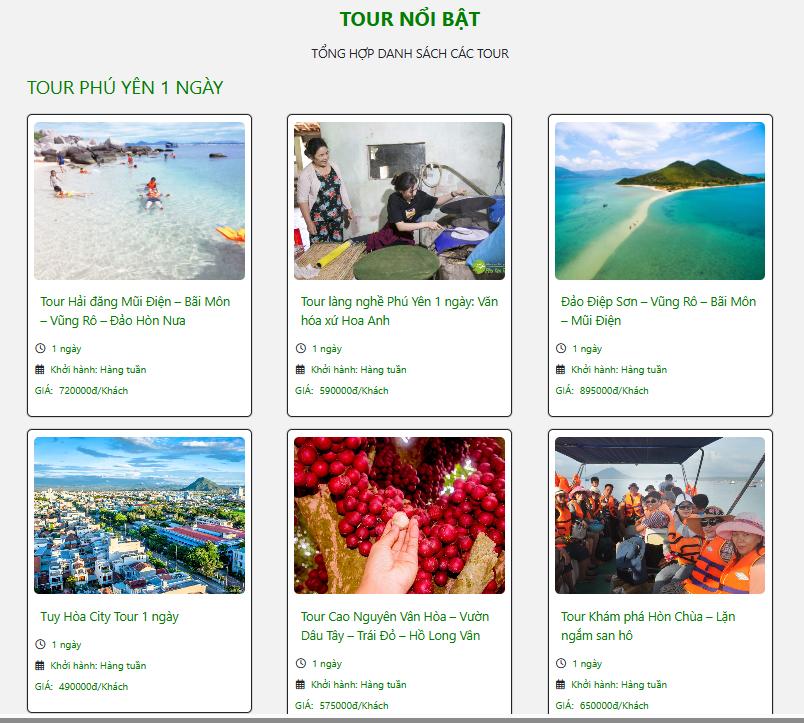 TOUR NỔI BẬT
TỔNG HỢP DANH SÁCH CÁC TOUR
TOUR PHÚ YÊN 1 NGÀY
Tour Hải đăng Mũi Điện – Bãi Môn
– Vũng Rô – Đảo Hòn Nưa
1 ngày
Khởi hành: Hàng tuần
GIÁ: 720000đ/Khách
Tour làng nghề Phú Yên 1 ngày: Văn
hóa xứ Hoa Anh
1 ngày
Khởi hành: Hàng tuần
GIÁ: 590000đ/Khách
Đảo Điệp Sơn – Vũng Rô – Bãi Môn
– Mũi Điện
1 ngày
Khởi hành: Hàng tuần
GIÁ: 895000đ/Khách
Tuy Hòa City Tour 1 ngày
1 ngày
Khởi hành: Hàng tuần
GIÁ: 490000đ/Khách
Tour Cao Nguyên Vân Hòa – Vườn
Dâu Tây – Trái Đỏ – Hồ Long Vân
1 ngày
Khởi hành: Hàng tuần
GIÁ: 575000đ/Khách
Tour Khám phá Hòn Chùa – Lặn
ngắm san hô
1 ngày
Khởi hành: Hàng tuần
GIÁ: 650000đ/Khách